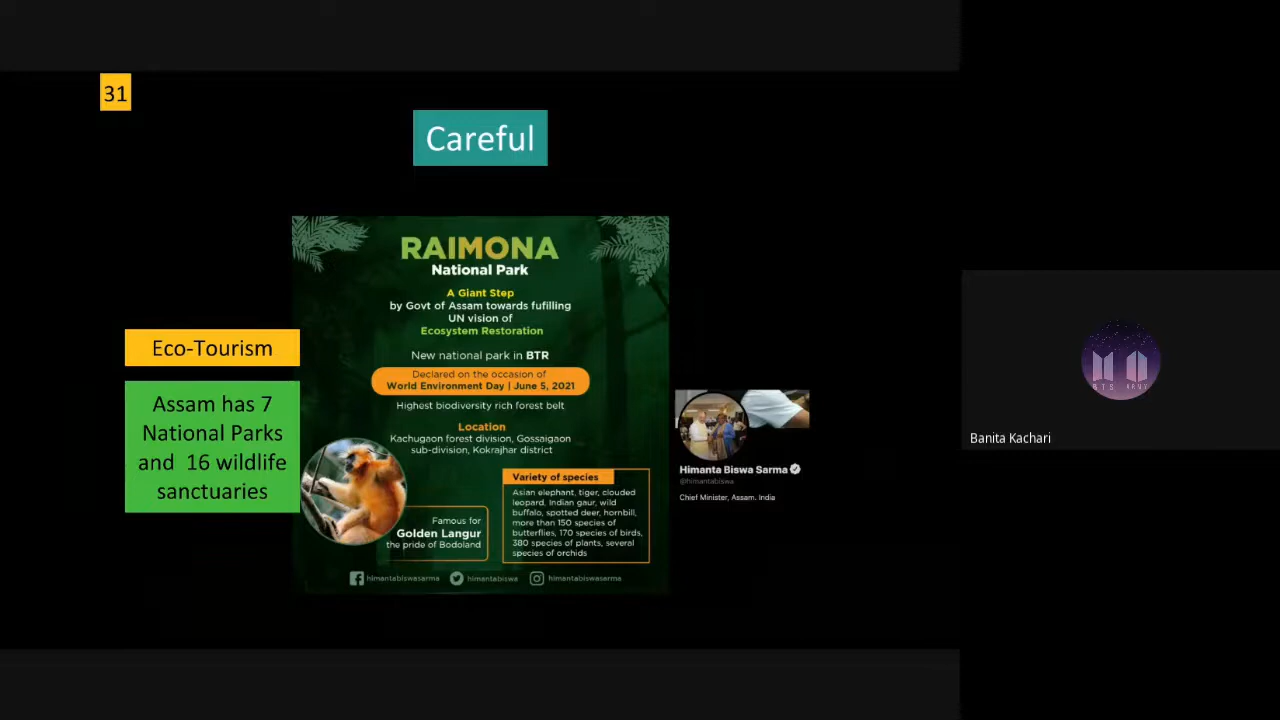 31
Careful
RAIMONA
National Park
A Giant Step
by Govt of Assam towards fufilling
UN vision of
Ecosystem Restoration
New national park in BTR
Declared on the occasion of
World Environment Day | June 5, 2021
Highest biodiversity rich forest belt
Location
Kachugaon forest division, Gossaigaon
sub-division, Kokrajhar district
Variety of species
Asian elephant, tiger, clouded
leopard, Indian gaur, wild
buffalo, spotted deer, hornbill,
more than 150 species of
butterflies, 170 species of birds,
380 species of plants, several
species of orchids
Famous for
Golden Langur
the pride of Bodoland
himantabiswasarma
himantabiswa
himantabiswasarma
Eco-Tourism
Assam has 7
National Parks
and 16 wildlife
sanctuaries
Himanta Biswa Sarma
@himantabiswa
Chief Minister, Assam. India
BTS
Banita Kachari